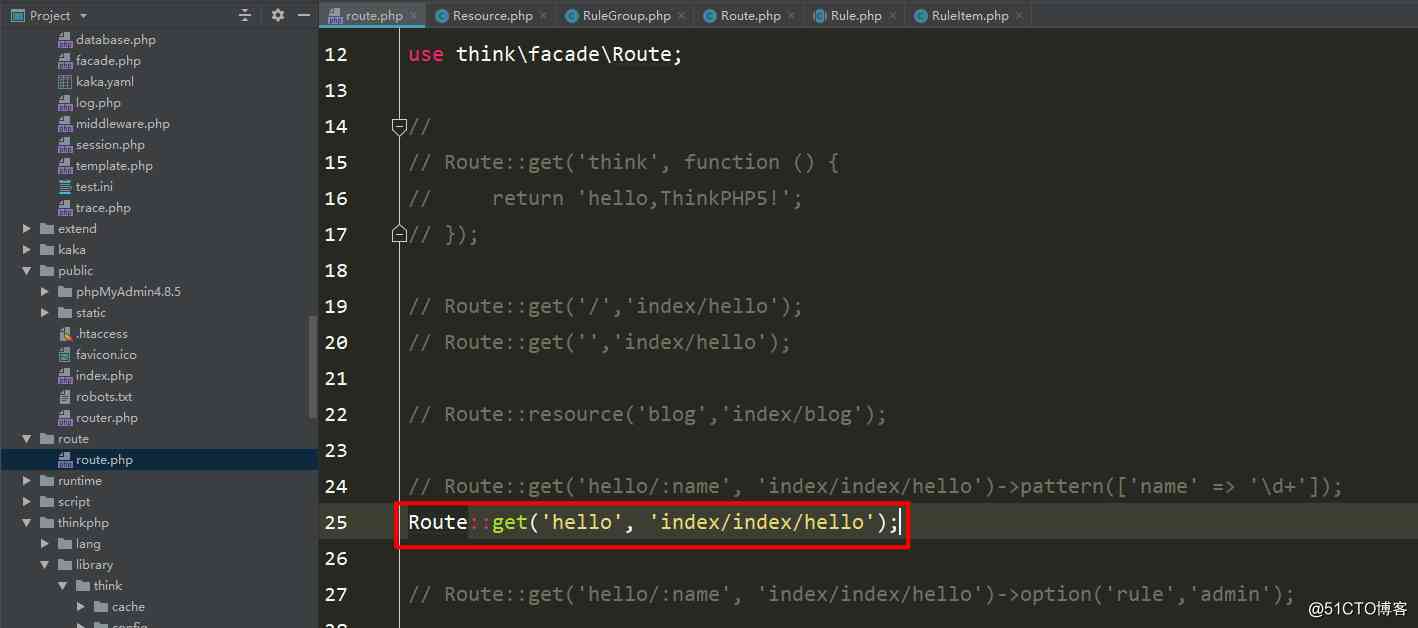 Project
route.php
Resource.php
RuleGroup.php
Route.php
Rule.php
RuleItem.php
database.php
facade.php
kaka.yaml
log.php
middleware.php
session.php
template.php
test.ini
trace.php
extend
kaka
public
phpMyAdmin4.8.5
static
.htaccess
favicon.ico
index.php
robots.txt
router.php
route
route.php
runtime
script
thinkphp
lang
library
think
cache
config
12 use think\facade\Route;
13
14 //
15 // Route::get('think', function () {
16 //     return 'hello,ThinkPHP5!';
17 // });
18
19 // Route::get('/','index/hello');
20 // Route::get('','index/hello');
21
22 // Route::resource('blog','index/blog');
23
24 // Route::get('hello/:name', 'index/index/hello')->pattern(['name' => '\d+']);
25 Route::get('hello', 'index/index/hello');
26
27 // Route::get('hello/:name', 'index/index/hello')->option('rule','admin');
28
@51CTO博客